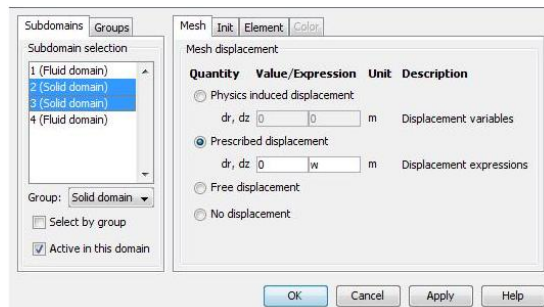 Subdomains Groups
Subdomain selection
1 (Fluid domain)
2 (Solid domain)
3 (Solid domain)
4 (Fluid domain)
Group: Solid domain
Select by group
Active in this domain
Mesh Init Element Color
Mesh displacement
Quantity Value/Expression Unit Description
Physics induced displacement
dr, dz 0 0 m Displacement variables
Prescribed displacement
dr, dz 0 w m Displacement expressions
Free displacement
No displacement
OK Cancel Apply Help